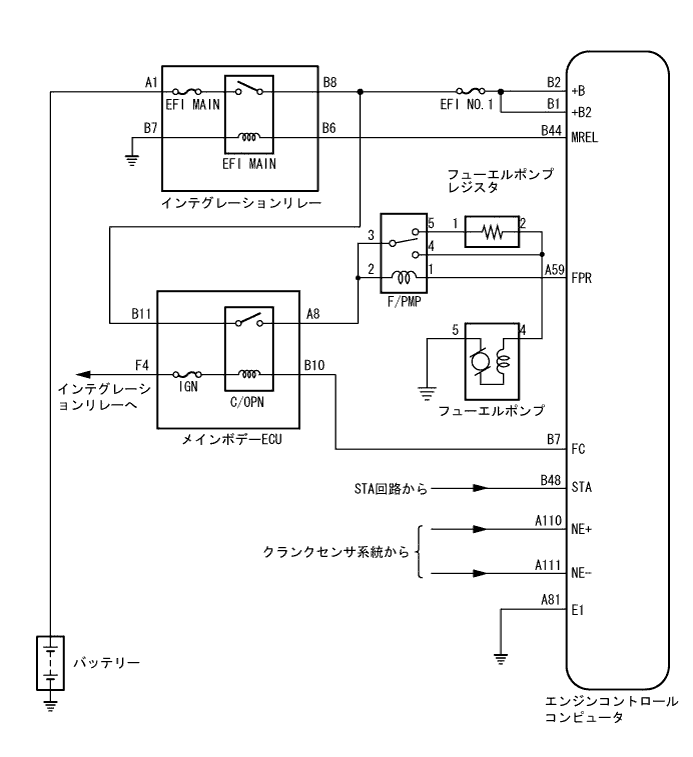 A1
B8
B2
+B
EFI MAIN
EFI NO.1
B1
+B2
B7
B6
B44
MREL
EFI MAIN
インテグレーションリレー
フューエルポンプ
レジスタ
5
1
2
3
4
2
1
A59
FPR
F/PMP
B11
A8
5
4
F4
B10
IGN
C/OPN
インテグレーシ
ョンリレーへ
フューエルポンプ
メインボデーECU
B7
FC
STA回路から
B48
STA
A110
NE+
クランクセンサ系統から
A111
NE−
A81
E1
バッテリー
エンジンコントロール
コンピュータ